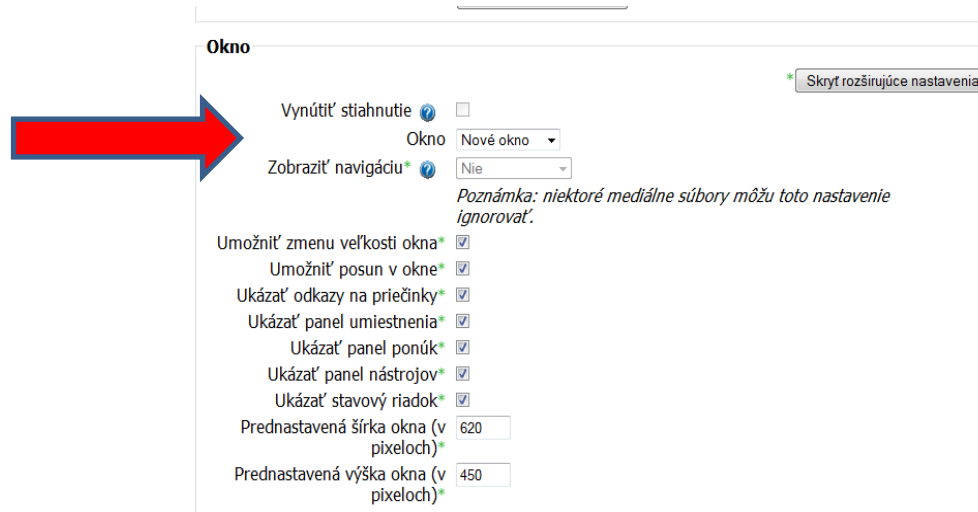 Okno
* Skryť rozširujúce nastavenia
Vynútiť stiahnutie
Okno Nové okno
Zobraziť navigáciu* Nie
Poznámka: niektoré mediálne súbory môžu toto nastavenie
ignorovať.
Umožniť zmenu veľkosti okna*
Umožniť posun v okne*
Ukázať odkazy na priečinky*
Ukázať panel umiestnenia*
Ukázať panel ponúk*
Ukázať panel nástrojov*
Ukázať stavový riadok*
Prednastavená šírka okna (v 620
pixeloch)*
Prednastavená výška okna (v 450
pixeloch)*